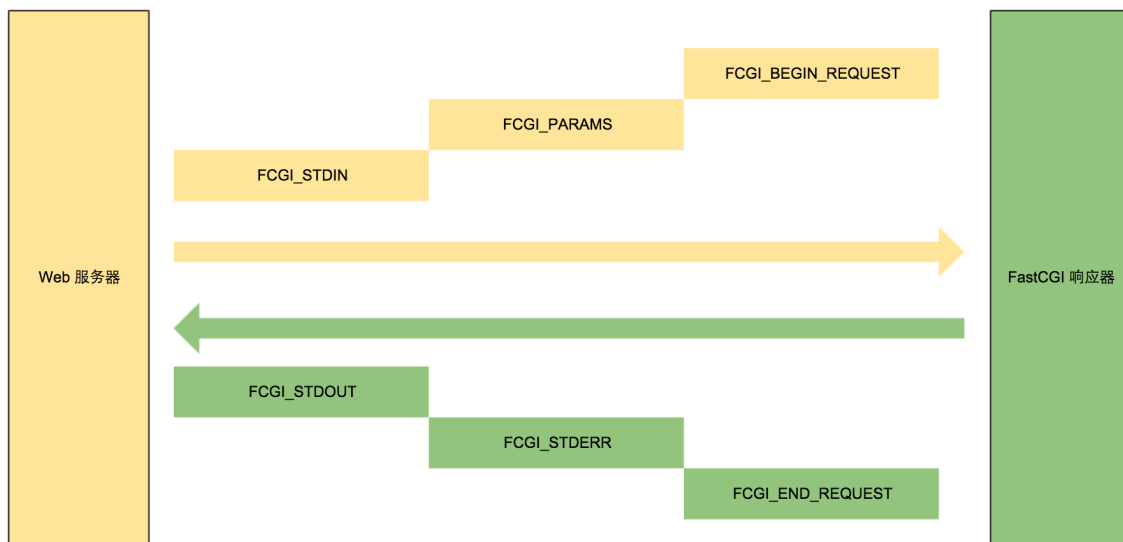 FCGI_BEGIN_REQUEST
FCGI_PARAMS
FCGI_STDIN
Web 服务器
FastCGI 响应器
FCGI_STDOUT
FCGI_STDERR
FCGI_END_REQUEST